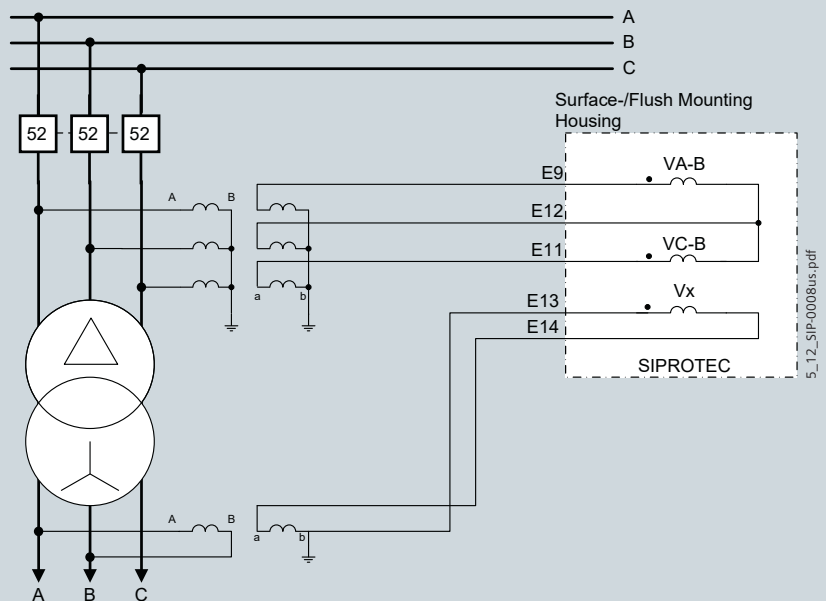 A
B
C
Surface-/Flush Mounting
Housing
52
52
52
VA-B
E9
A
B
E12
VC-B
E11
a
b
Vx
E13
E14
SIPROTEC
5_12_SIP-0008us.pdf
A
B
a
b
A
B
C